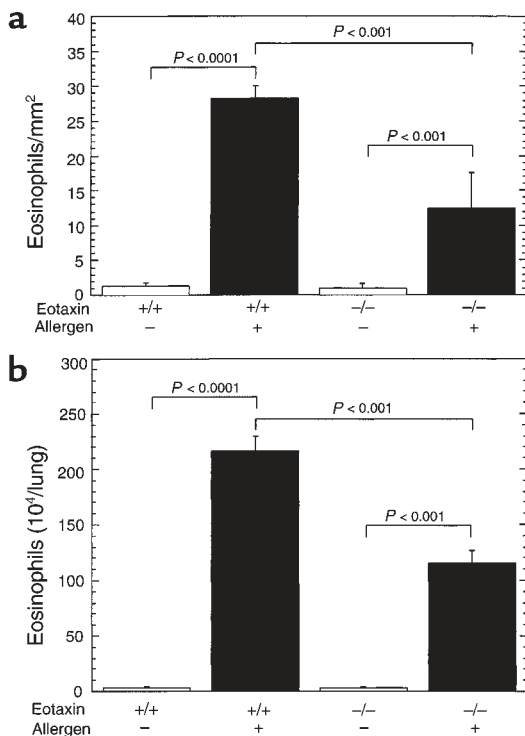 a
40
P < 0.001
35
P < 0.0001
30
25
P < 0.001
20
15
10
5
0
Eosinophils/mm²
Eotaxin +/+ +/+ −/− −/−
Allergen − + − +
b
300
P < 0.0001
250
P < 0.001
200
P < 0.001
150
100
50
0
Eosinophils (10⁴/lung)
Eotaxin +/+ +/+ −/− −/−
Allergen − + − +